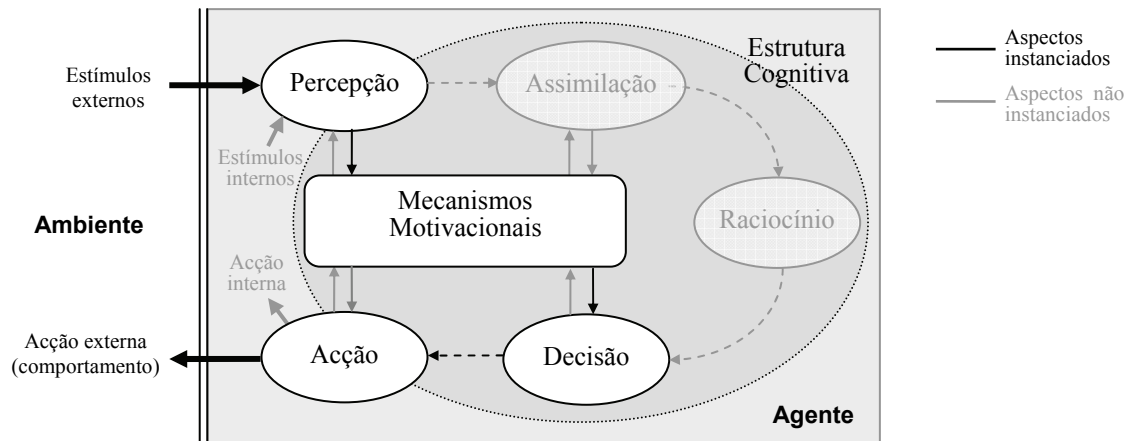 Estrutura
Cognitiva
Aspectos
instanciados
Aspectos não
instanciados
Estímulos
externos
Percepção
Assimilação
Estímulos
internos
Ambiente
Mecanismos
Motivacionais
Raciocínio
Acção
interna
Acção externa
(comportamento)
Acção
Decisão
Agente